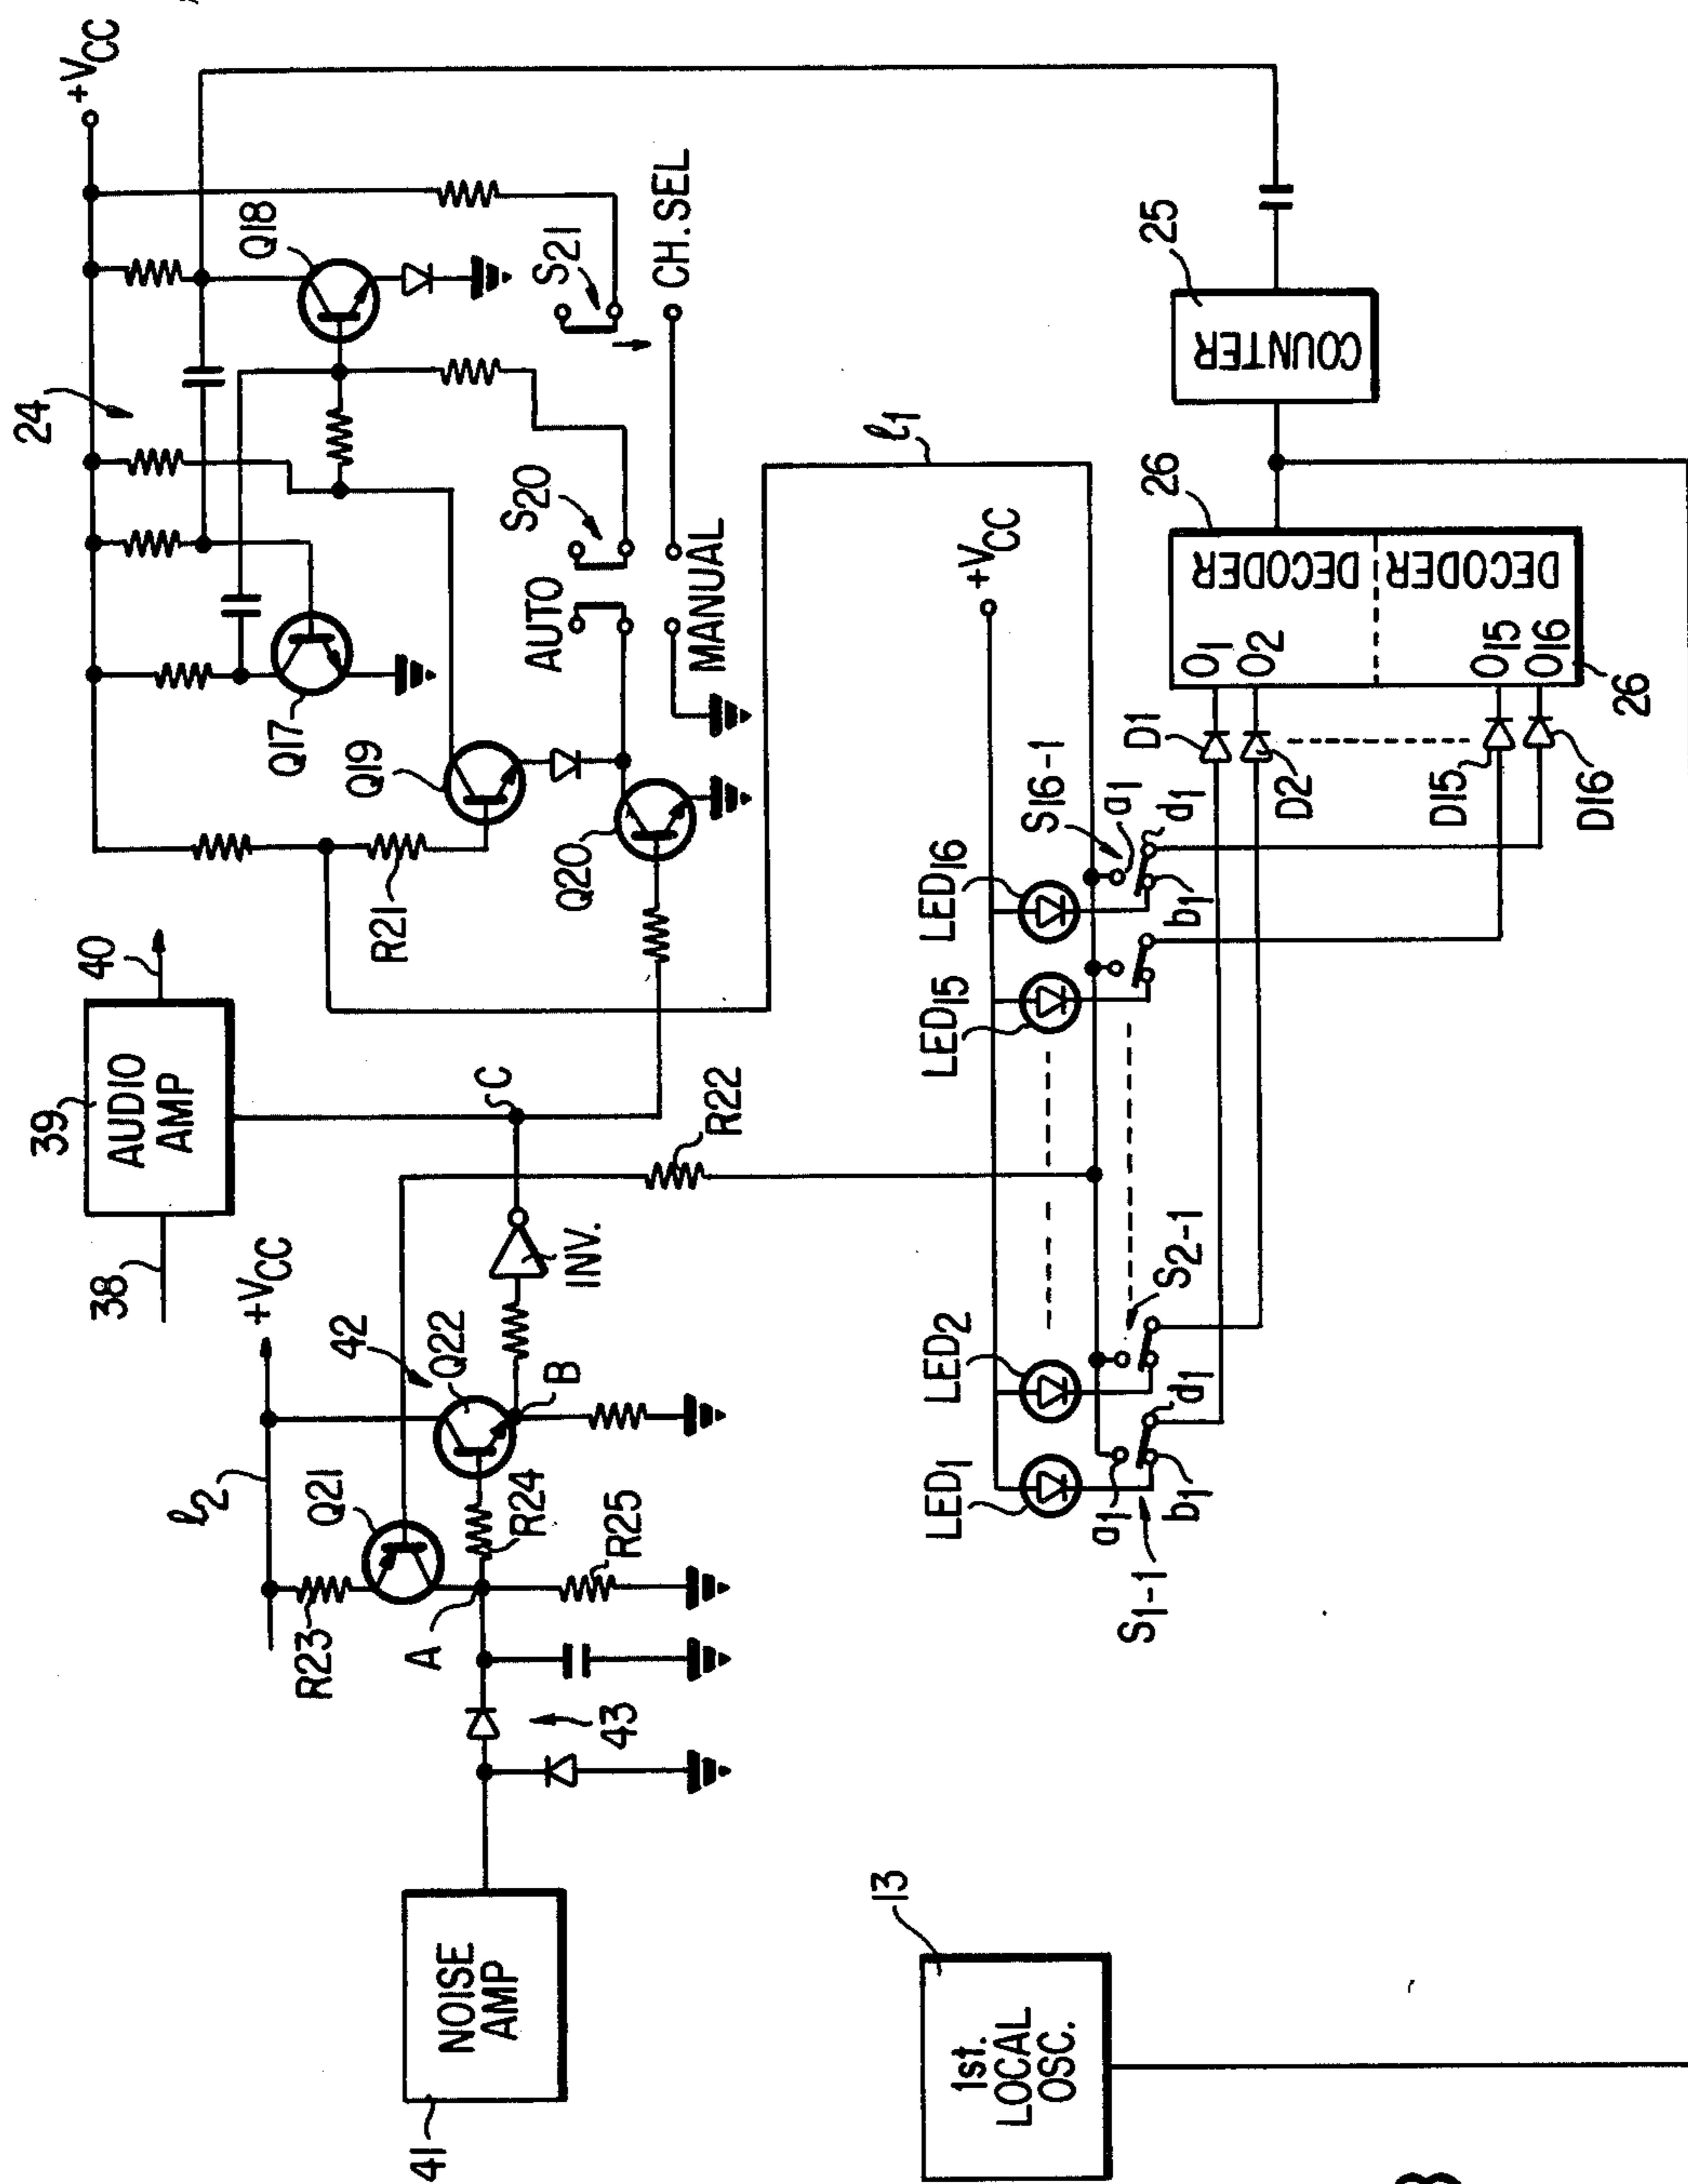 +VCC
24
Q18
S21
CH.SEL
Q17
Q19
S20
AUTO
MANUAL
R21
Q20
40
39
AUDIO
AMP
38
C
R22
+VCC
ℓ2
Q21
42
Q22
INV.
B
R23
R24
R25
A
43
NOISE
AMP
41
ℓ1
25
COUNTER
26
DECODER
DECODER
O1
O2
O15
O16
26
D1
D2
D15
D16
+VCC
LED16
LED15
LED2
LED1
S16-1
a1
d1
b1
S2-1
d1
a1
b1
S1-1
13
1st.
LOCAL
OSC.